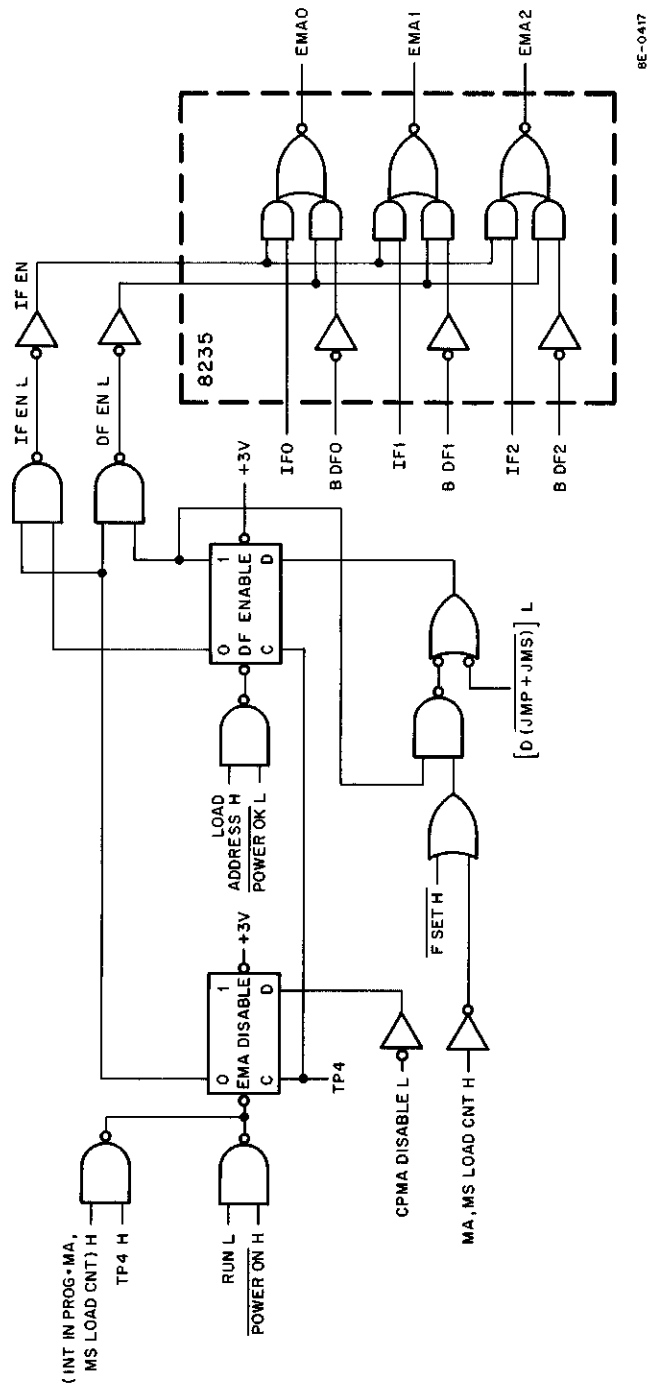 IF EN L
IF EN
DF EN L
8235
EMA0
EMA1
EMA2
IF0
B DF0
IF1
B DF1
IF2
B DF2
(INT IN PROG•MA,
MS LOAD CNT) H
TP4 H
RUN L
POWER ON H
0
1
EMA DISABLE
C
D
+3V
TP4
LOAD
ADDRESS H
POWER OK L
0
1
DF ENABLE
C
D
+3V
CPMA DISABLE L
MA, MS LOAD CNT H
F SET H
[D (JMP + JMS)] L
8E-0417